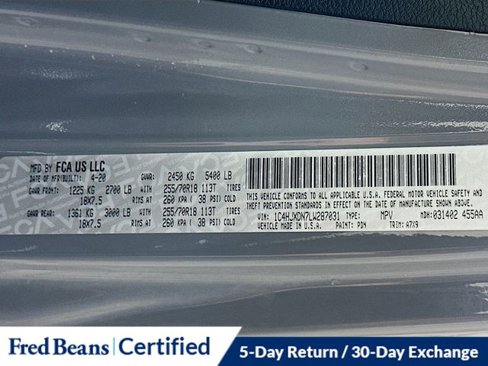 MFD BY FCA US LLC
DATE OF MFR(BUILT): 4-20 GVWR: 2450 KG 5400 LB
GAWR FRONT: 1225 KG 2700 LB WITH 255/70R18 113T TIRES
18X7.5 RIMS AT 260 KPA ( 38 PSI) COLD
GAWR REAR: 1361 KG 3000 LB WITH 255/70R18 113T TIRES
18X7.5 RIMS AT 260 KPA ( 38 PSI) COLD
THIS VEHICLE CONFORMS TO ALL APPLICABLE U.S.A. FEDERAL MOTOR VEHICLE
SAFETY STANDARDS IN EFFECT ON THE DATE OF MANUFACTURE SHOWN ABOVE.
VIN: 1C4HJXDN7LW287031 TYPE: MPV MDH: 031402 455AA
VEHICLE MADE IN U.S.A. PAINT: PDN TRIM: A7X9
Fred Beans | Certified
5-Day Return / 30-Day Exchange